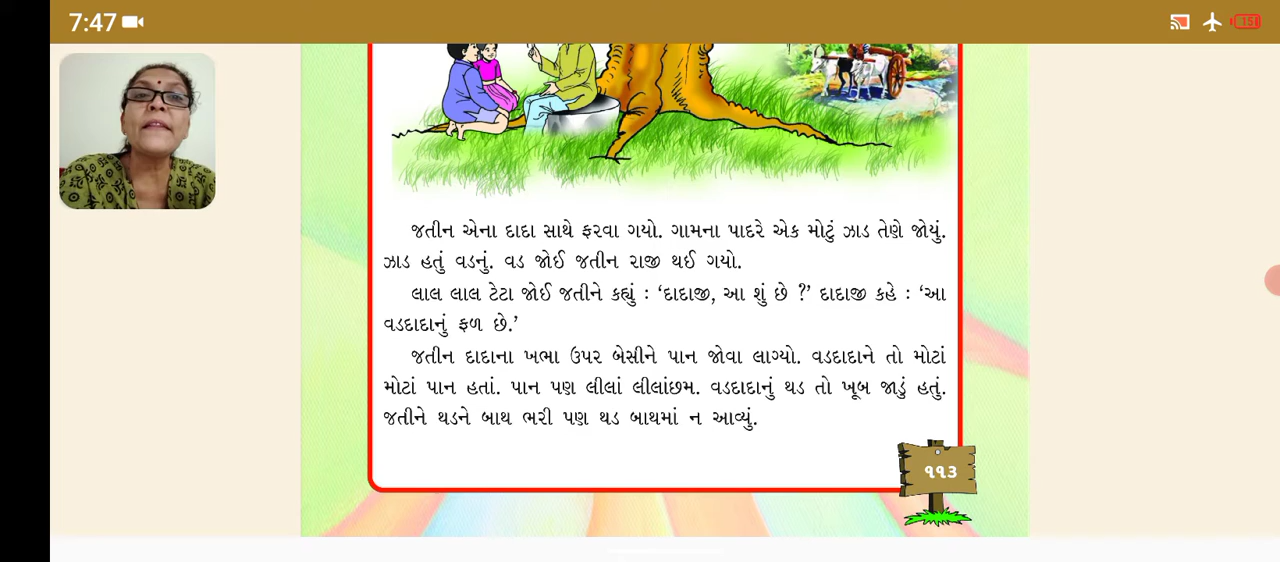 7:47
15
જતીન એના દાદા સાથે ફરવા ગયો. ગામના પાદરે એક મોટું ઝાડ તેણે જોયું.
ઝાડ હતું વડનું. વડ જોઈ જતીન રાજી થઈ ગયો.
લાલ લાલ ટેટા જોઈ જતીને કહ્યું : ‘દાદાજી, આ શું છે ?’ દાદાજી કહે : ‘આ
વડદાદાનું ફળ છે.’
જતીન દાદાના ખભા ઉપર બેસીને પાન જોવા લાગ્યો. વડદાદાને તો મોટાં
મોટાં પાન હતાં. પાન પણ લીલાં લીલાંછમ. વડદાદાનું થડ તો ખૂબ જાડું હતું.
જતીને થડને બાથ ભરી પણ થડ બાથમાં ન આવ્યું.
૧૧૩